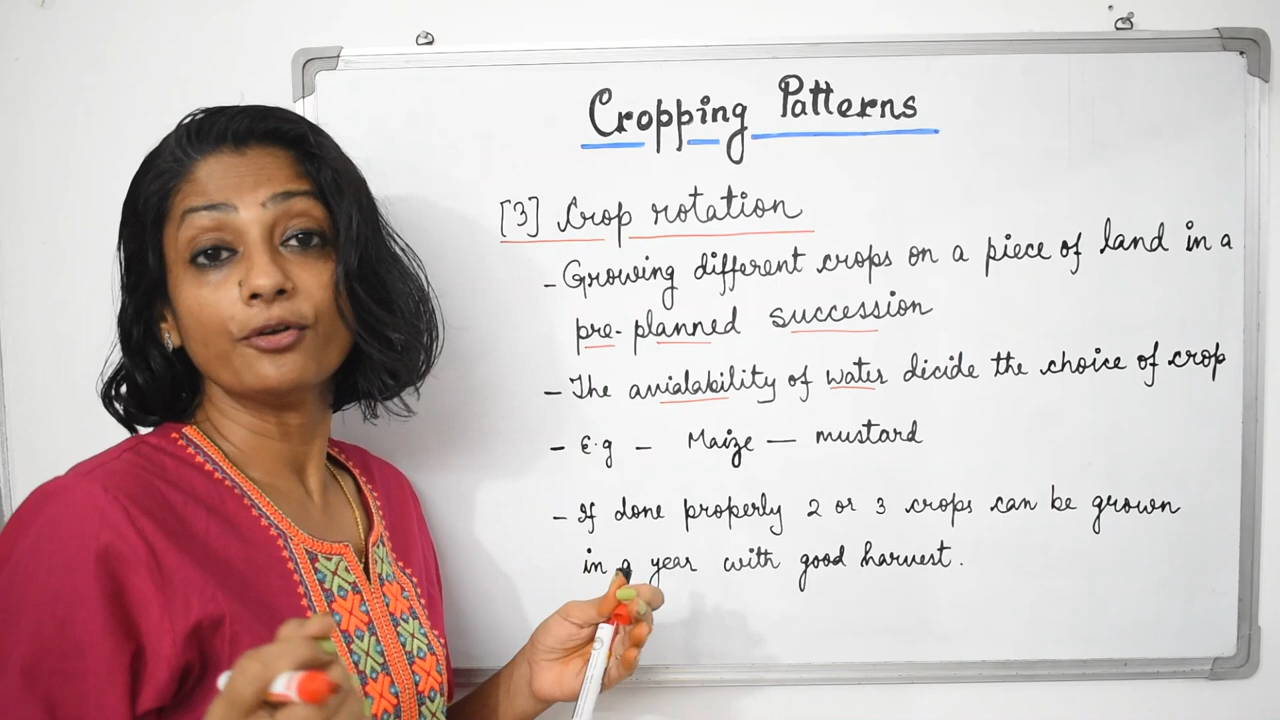 Cropping Patterns
[3] Crop rotation
- Growing different crops on a piece of land in a
pre-planned succession
- The avialability of water decide the choice of crop
- E.g - Maize — mustard
- If done properly 2 or 3 crops can be grown
in a year with good harvest.